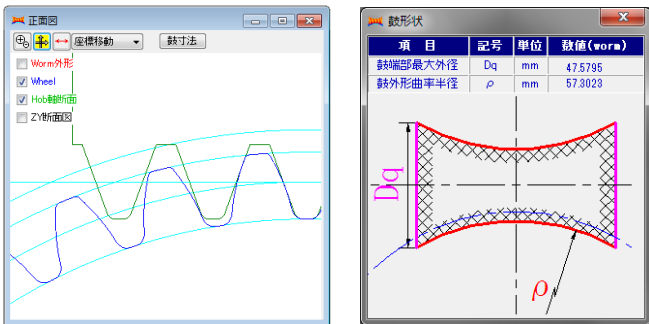 正面図
座標移動
鼓寸法
Worm外形
Wheel
Hob軸断面
ZY断面図
鼓形状
項 目 記号 単位 数値(worm)
鼓端部最大外径 Dq mm 47.5795
鼓外形曲率半径 ρ mm 57.3023
Dq
ρ